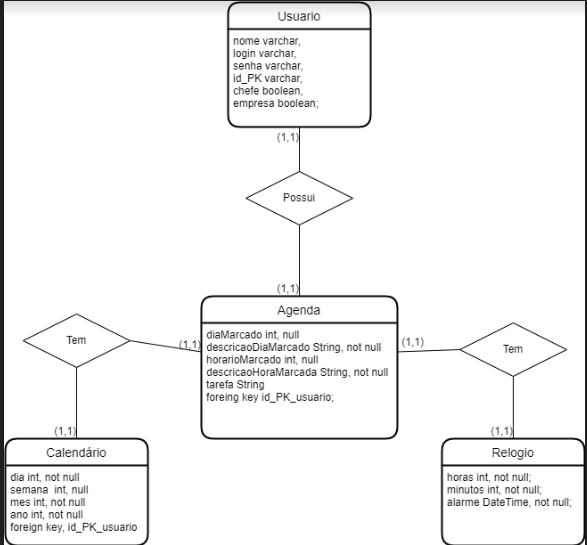 Usuario
nome varchar,
login varchar,
senha varchar,
id_PK varchar,
chefe boolean,
empresa boolean;
(1,1)
Possui
(1,1)
Agenda
diaMarcado int, null
descricaoDiaMarcado String, not null
horarioMarcado int, null
descricaoHoraMarcada String, not null
tarefa String
foreing key id_PK_usuario;
Tem
(1,1)
(1,1)
Tem
(1,1)
Calendário
dia int, not null
semana int, null
mes int, not null
ano int, not null
foreign key, id_PK_usuario
(1,1)
Relogio
horas int, not null;
minutos int, not null;
alarme DateTime, not null;